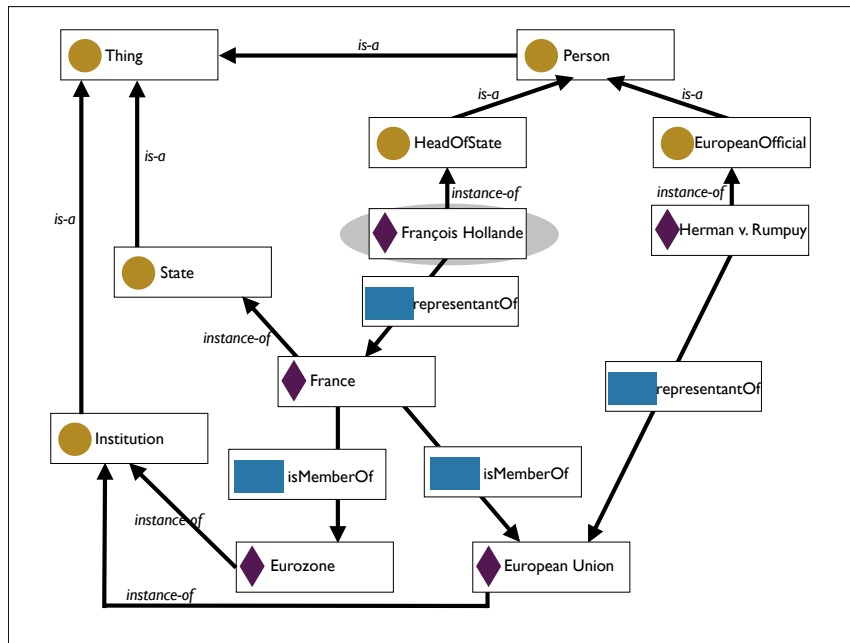 is-a
Thing
Person
is-a
is-a
HeadOfState
EuropeanOfficial
is-a
instance-of
instance-of
is-a
François Hollande
Herman v. Rumpuy
State
representantOf
instance-of
France
representantOf
Institution
isMemberOf
isMemberOf
instance-of
Eurozone
European Union
instance-of